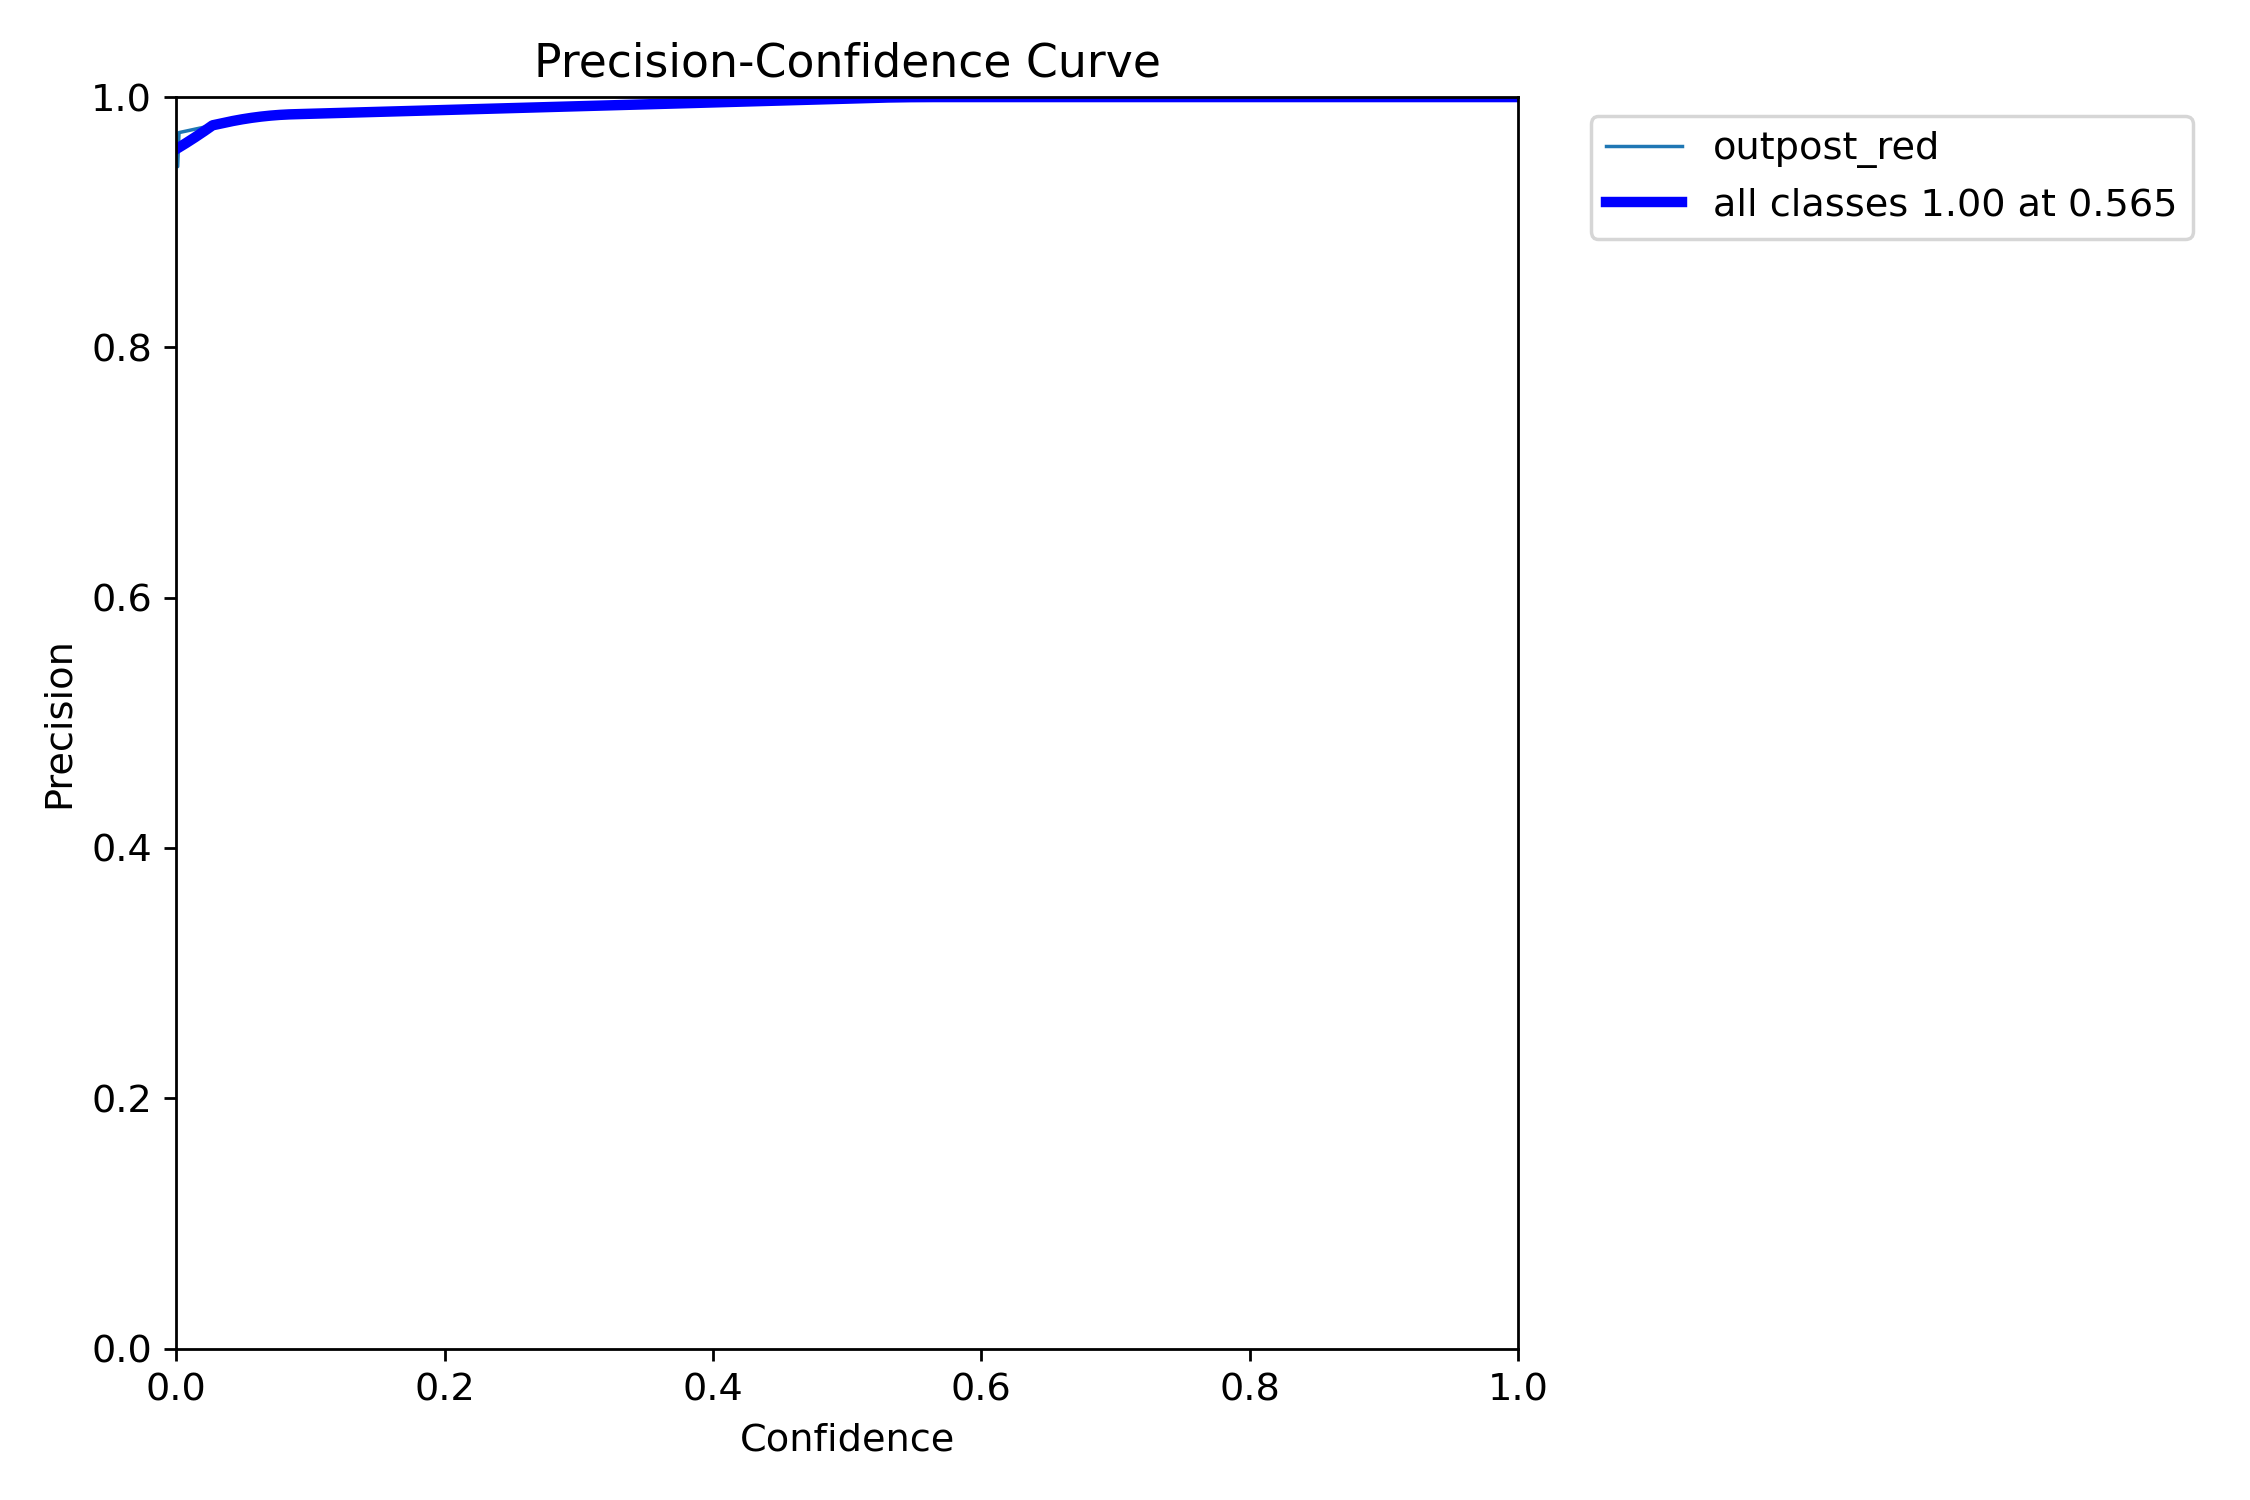 Precision-Confidence Curve
1.0
0.8
0.6
0.4
0.2
0.0
Precision
0.0 0.2 0.4 0.6 0.8 1.0
Confidence
outpost_red
all classes 1.00 at 0.565